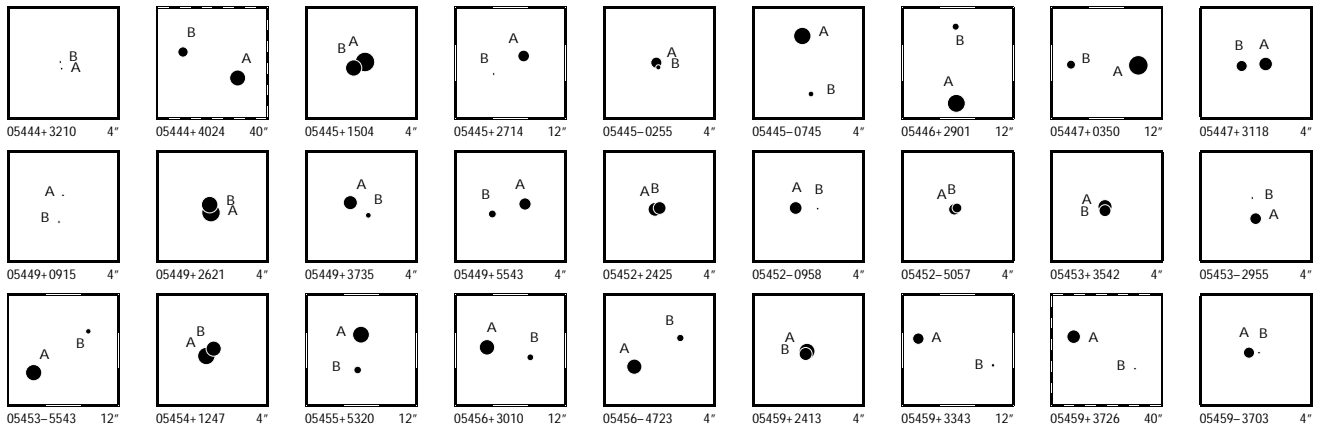 B
A
05444+3210 4″
B
A
05444+4024 40″
A
B
05445+1504 4″
A
B
05445+2714 12″
A
B
05445−0255 4″
A
B
05445−0745 4″
B
A
05446+2901 12″
B
A
05447+0350 12″
B A
05447+3118 4″
A
B
05449+0915 4″
B
A
05449+2621 4″
A
B
05449+3735 4″
A
B
05449+5543 4″
A B
05452+2425 4″
A B
05452−0958 4″
A B
05452−5057 4″
A
B
05453+3542 4″
B
A
05453−2955 4″
B
A
05453−5543 12″
B
A
05454+1247 4″
A
B
05455+5320 12″
A
B
05456+3010 12″
B
A
05456−4723 4″
A
B
05459+2413 4″
A
B
05459+3343 12″
A
B
05459+3726 40″
A B
05459−3703 4″